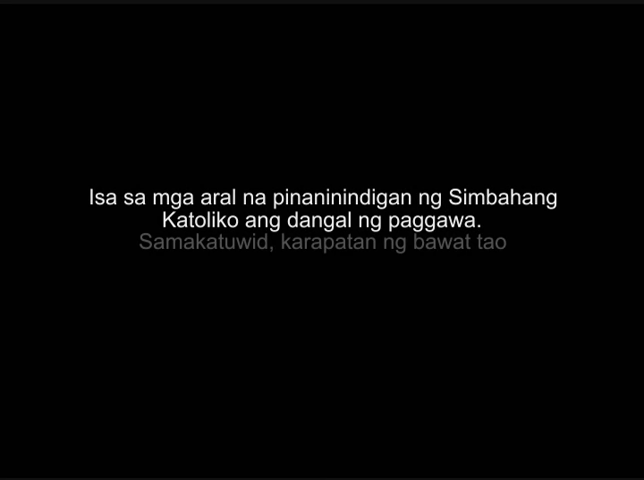 Isa sa mga aral na pinaninindigan ng Simbahang
Katoliko ang dangal ng paggawa.
Samakatuwid, karapatan ng bawat tao